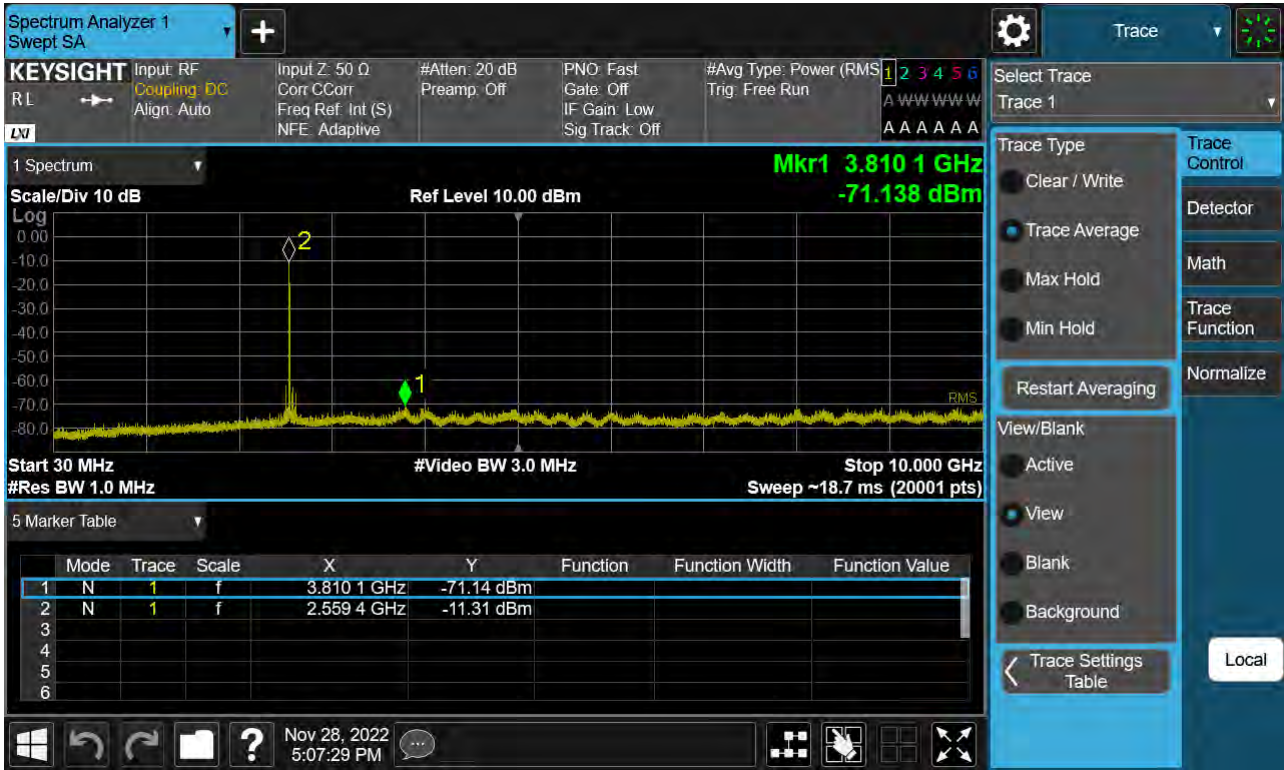 Spectrum Analyzer 1
Swept SA
Trace
KEYSIGHT
R L
LXI
Input: RF
Coupling: DC
Align: Auto
Input Z: 50 Ω
Corr CCorr
Freq Ref: Int (S)
NFE: Adaptive
#Atten: 20 dB
Preamp: Off
PNO: Fast
Gate: Off
IF Gain: Low
Sig Track: Off
#Avg Type: Power (RMS
Trig: Free Run
1 2 3 4 5 6
A W W W W W
A A A A A A
Select Trace
Trace 1
1 Spectrum
Mkr1 3.810 1 GHz
-71.138 dBm
Scale/Div 10 dB
Ref Level 10.00 dBm
Log
0.00
-10.0
-20.0
-30.0
-40.0
-50.0
-60.0
-70.0
-80.0
2
1
RMS
Start 30 MHz
#Video BW 3.0 MHz
Stop 10.000 GHz
#Res BW 1.0 MHz
Sweep ~18.7 ms (20001 pts)
5 Marker Table
Mode Trace Scale X Y Function Function Width Function Value
1 N 1 f 3.810 1 GHz -71.14 dBm
2 N 1 f 2.559 4 GHz -11.31 dBm
3
4
5
6
Trace Type
Clear / Write
Trace Average
Max Hold
Min Hold
Restart Averaging
View/Blank
Active
View
Blank
Background
Trace Settings
Table
Trace
Control
Detector
Math
Trace
Function
Normalize
Local
?
Nov 28, 2022
5:07:29 PM